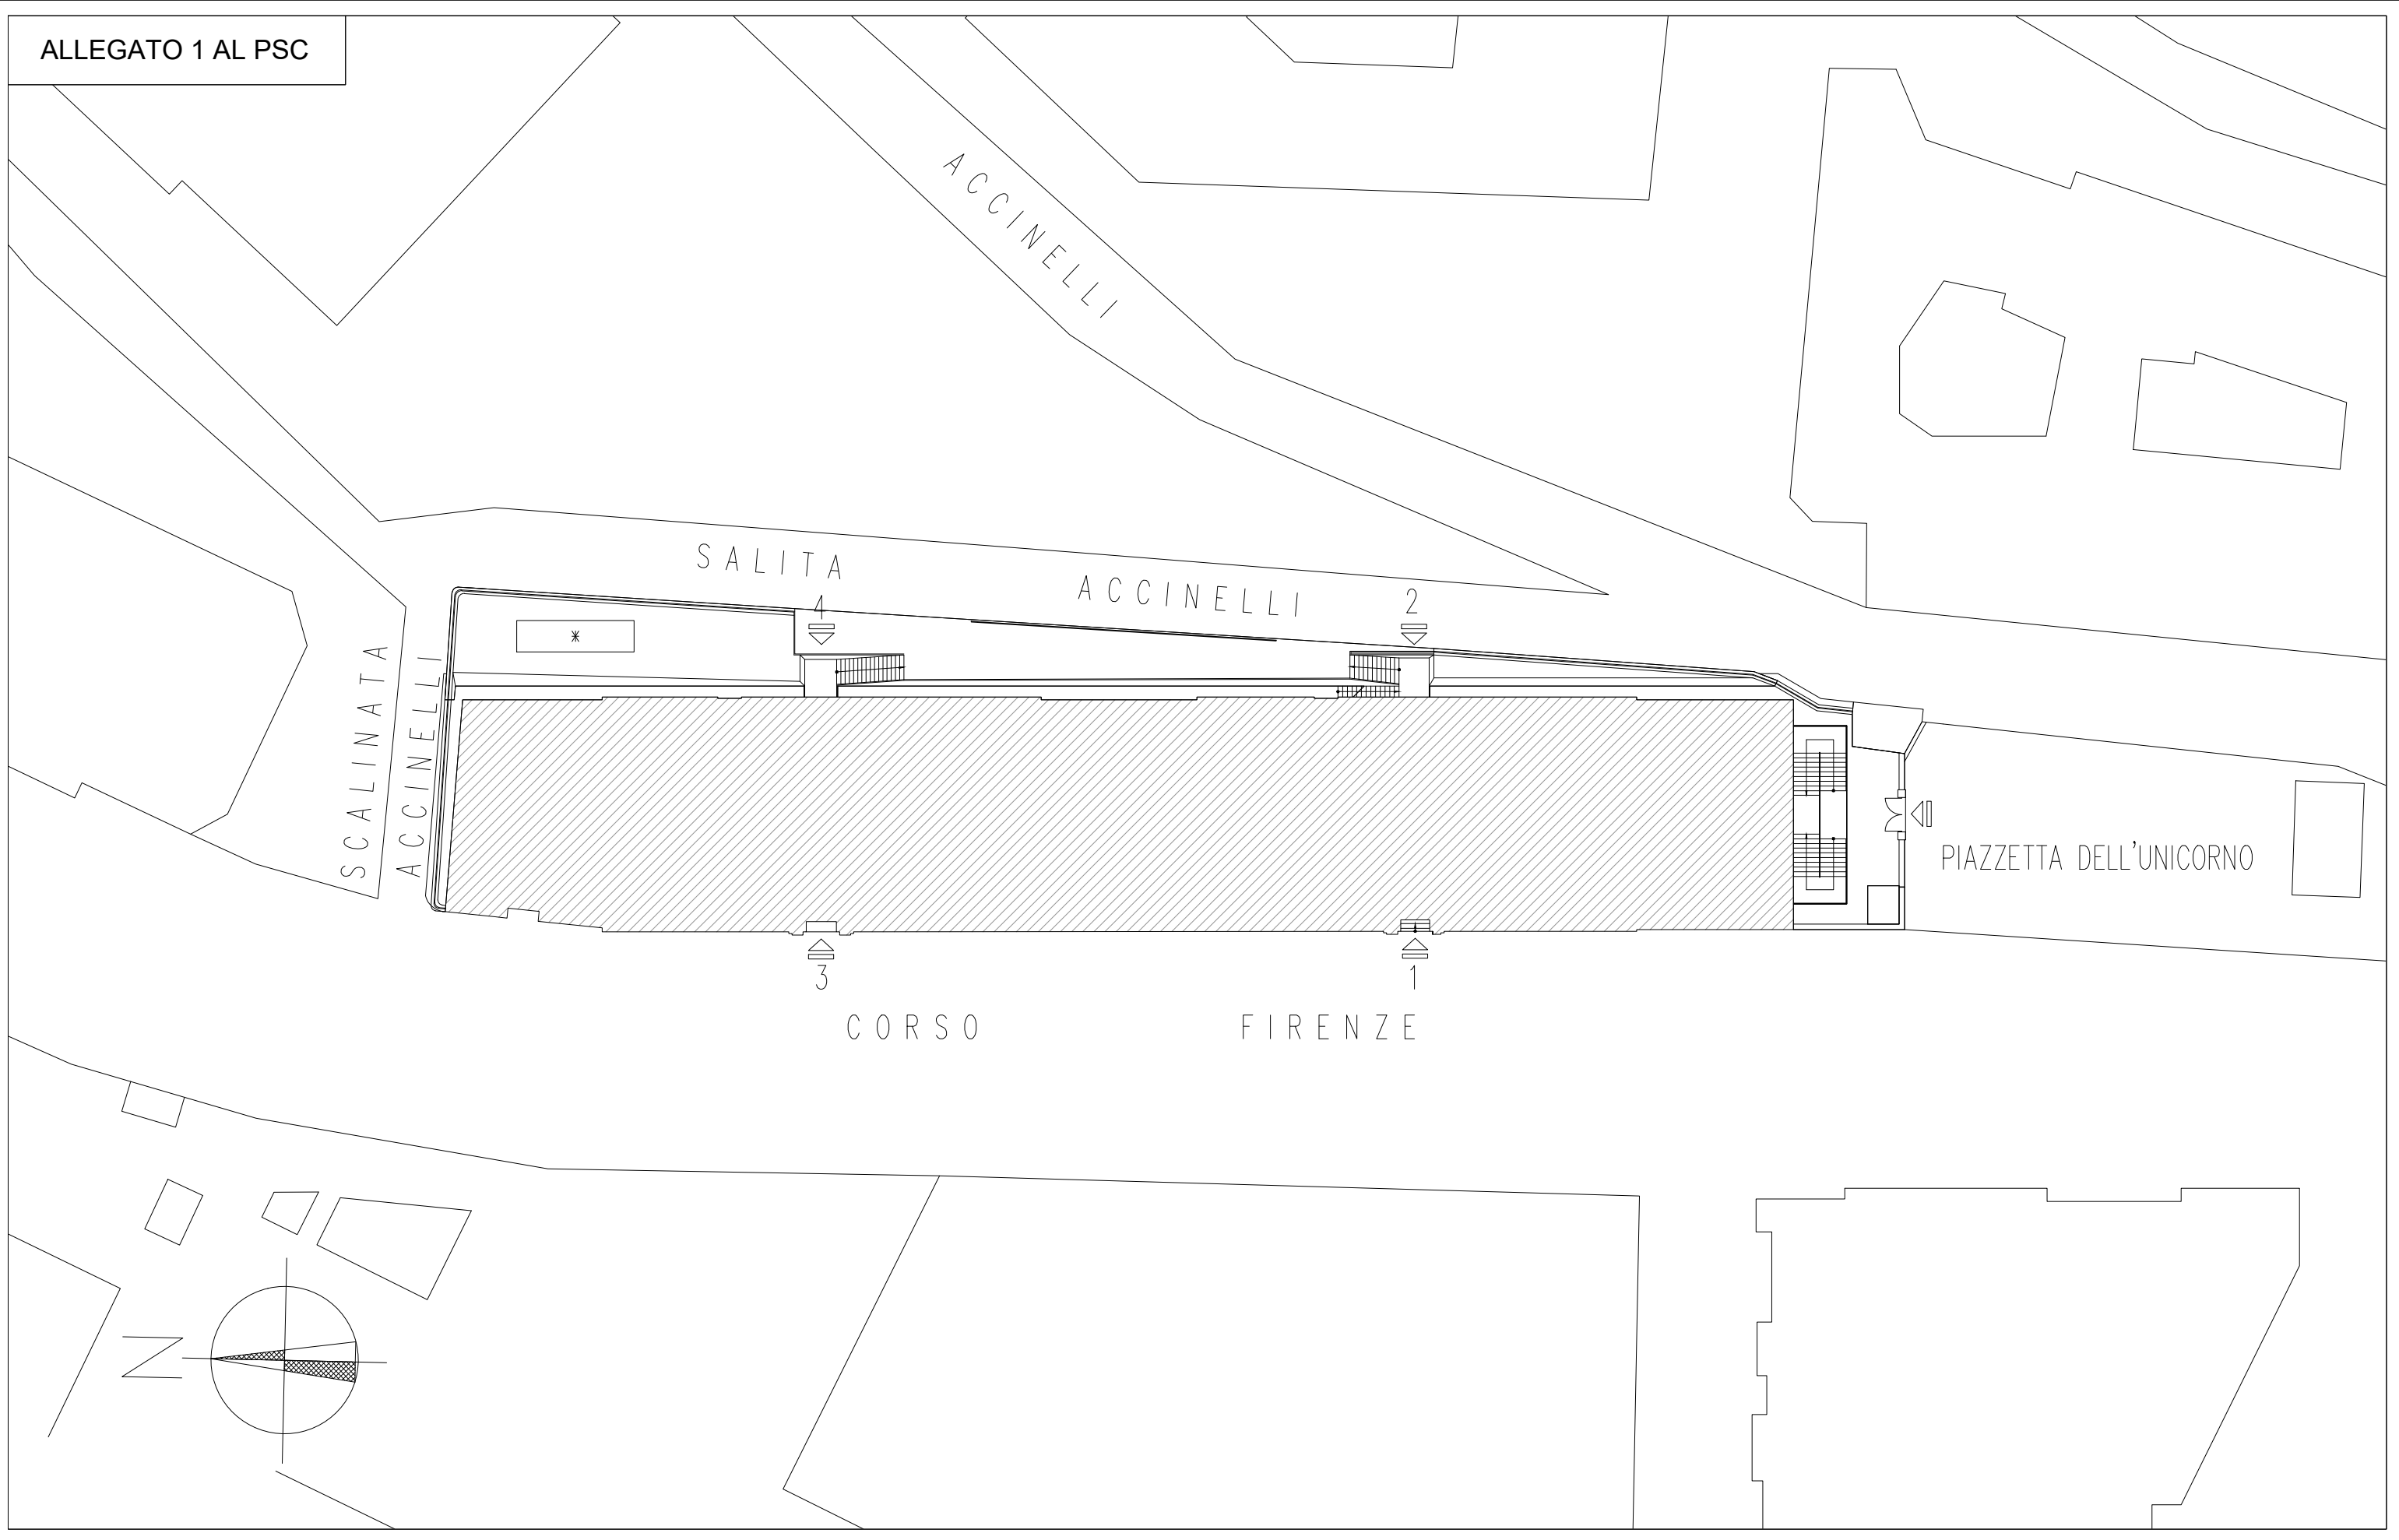 ALLEGATO 1 AL PSC
ACCINELLI
SALITA ACCINELLI
4
2
SCALINATA
ACCINELLI
PIAZZETTA DELL'UNICORNO
3
1
CORSO FIRENZE
N